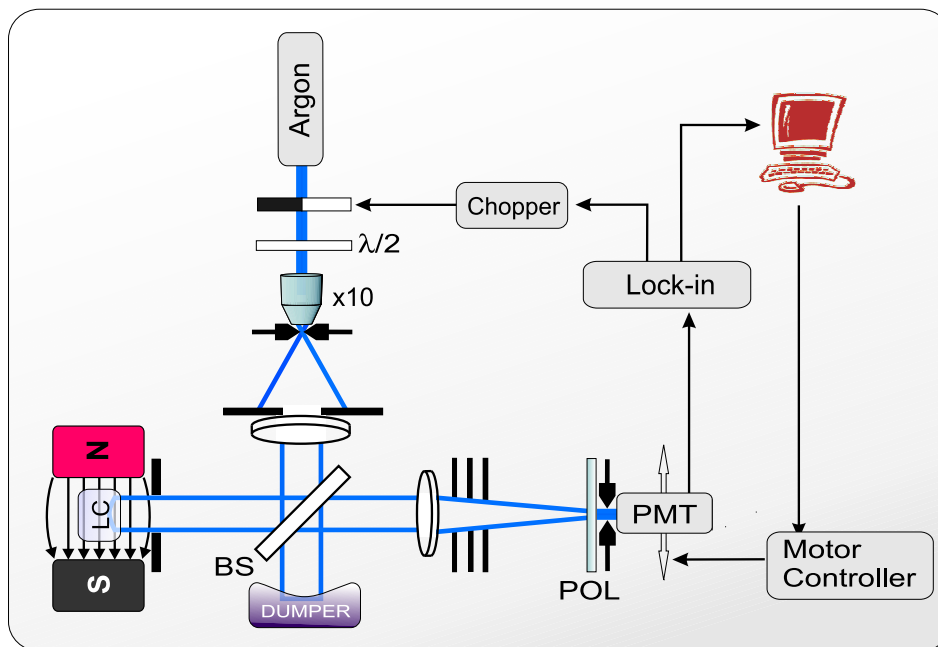 Argon
Chopper
λ/2
Lock-in
x10
N
LC
S
BS
DUMPER
POL
PMT
Motor
Controller